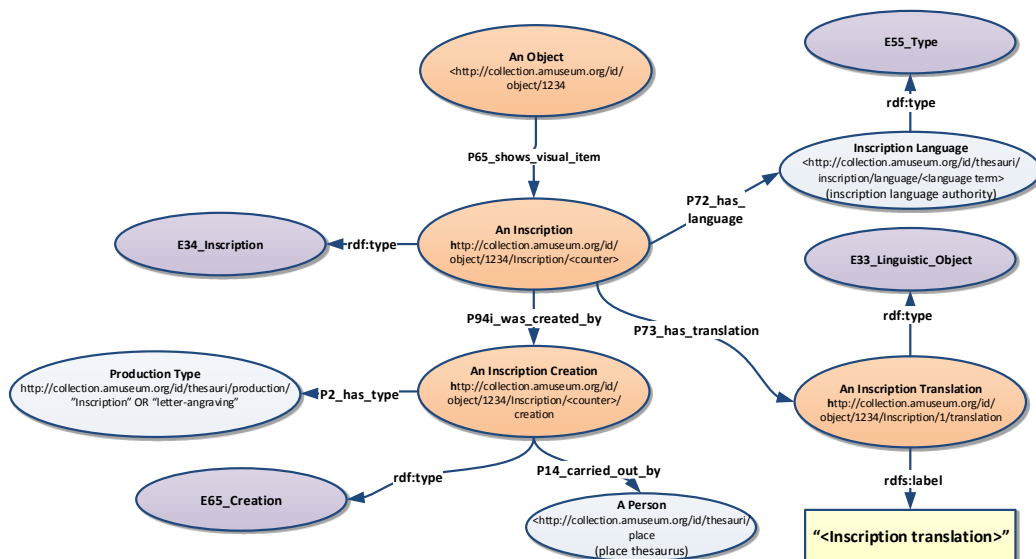 An Object
<http://collection.amuseum.org/id/
object/1234
E55_Type
rdf:type
P65_shows_visual_item
Inscription Language
<http://collection.amuseum.org/id/thesauri/
inscription/language/<language term>
(inscription language authority)
P72_has_
language
An Inscription
http://collection.amuseum.org/id/
object/1234/Inscription/<counter>
rdf:type
E34_Inscription
E33_Linguistic_Object
rdf:type
P94i_was_created_by
P73_has_translation
Production Type
http://collection.amuseum.org/id/thesauri/production/
"Inscription" OR "letter-angraving"
P2_has_type
An Inscription Creation
http://collection.amuseum.org/id/
object/1234/Inscription/<counter>/
creation
An Inscription Translation
http://collection.amuseum.org/id/
object/1234/Inscription/1/translation
rdf:type
E65_Creation
P14_carried_out_by
rdfs:label
A Person
<http://collection.amuseum.org/id/thesauri/
place
(place thesaurus)
"<Inscription translation>"